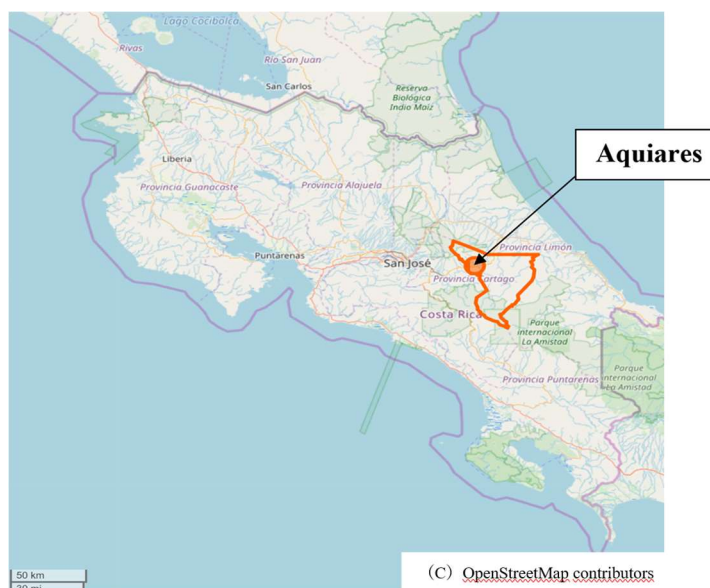 Lago Cocibolca
Rivas
Río San Juan
San Carlos
Reserva
Biológica
Indio Maíz
Aquiares
Liberia
Provincia Guanacaste
Provincia Alajuela
Provincia Limón
Puntarenas
San José
Provincia Cartago
Costa Rica
Parque
internacional
La Amistad
Parque
internacional
La Amistad
Provincia Puntarenas
50 km
30 mi
(C) OpenStreetMap contributors